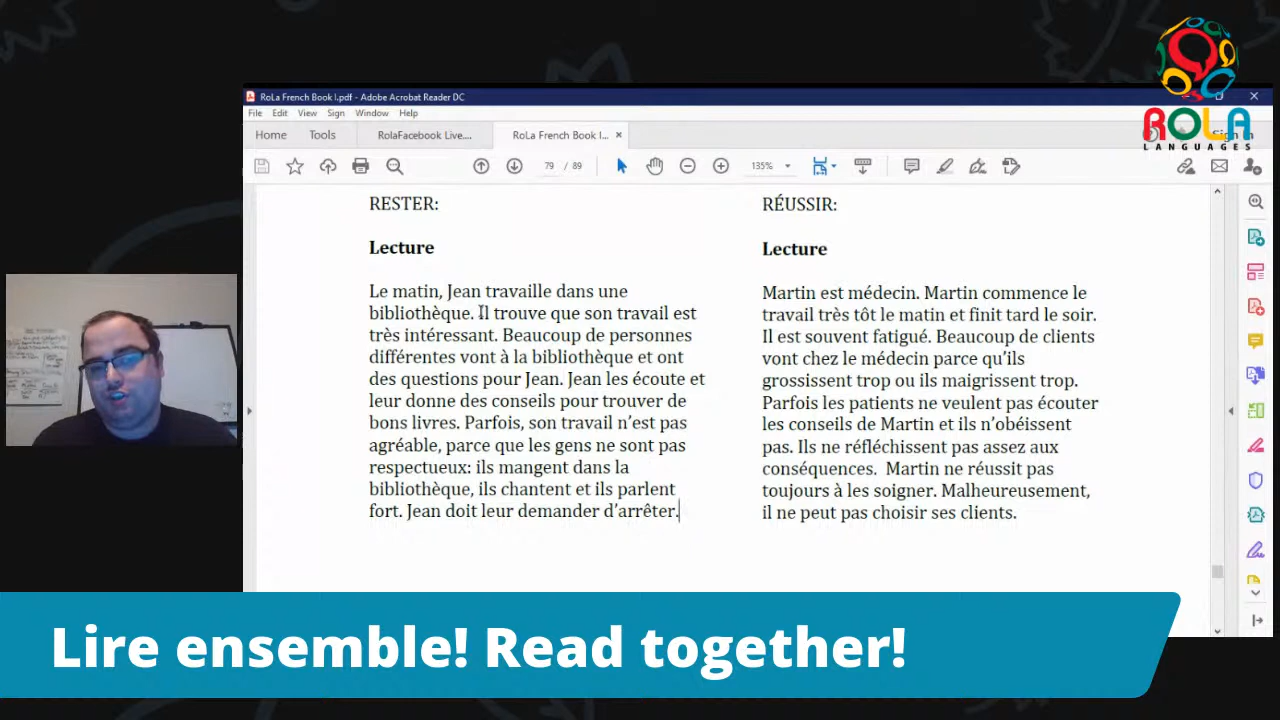 ROLA
LANGUAGES
RoLa French Book I.pdf - Adobe Acrobat Reader DC
File Edit View Sign Window Help
Home Tools RolaFacebook Live... RoLa French Book I... ×
Sign In
79 / 89 135%
RESTER:
Lecture
Le matin, Jean travaille dans une
bibliothèque. Il trouve que son travail est
très intéressant. Beaucoup de personnes
différentes vont à la bibliothèque et ont
des questions pour Jean. Jean les écoute et
leur donne des conseils pour trouver de
bons livres. Parfois, son travail n'est pas
agréable, parce que les gens ne sont pas
respectueux: ils mangent dans la
bibliothèque, ils chantent et ils parlent
fort. Jean doit leur demander d'arrêter.
RÉUSSIR:
Lecture
Martin est médecin. Martin commence le
travail très tôt le matin et finit tard le soir.
Il est souvent fatigué. Beaucoup de clients
vont chez le médecin parce qu'ils
grossissent trop ou ils maigrissent trop.
Parfois les patients ne veulent pas écouter
les conseils de Martin et ils n'obéissent
pas. Ils ne réfléchissent pas assez aux
conséquences. Martin ne réussit pas
toujours à les soigner. Malheureusement,
il ne peut pas choisir ses clients.
Lire ensemble! Read together!